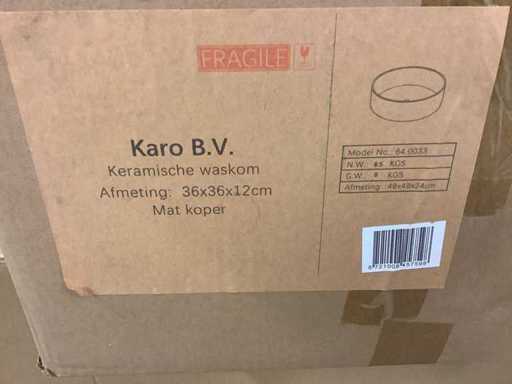 FRAGILE
Karo B.V.
Keramische waskom
Afmeting: 36x36x12cm
Mat koper
Model No.: 64.0033
N.W. KGS
G.W. KGS
Afmeting: 48x48x24cm